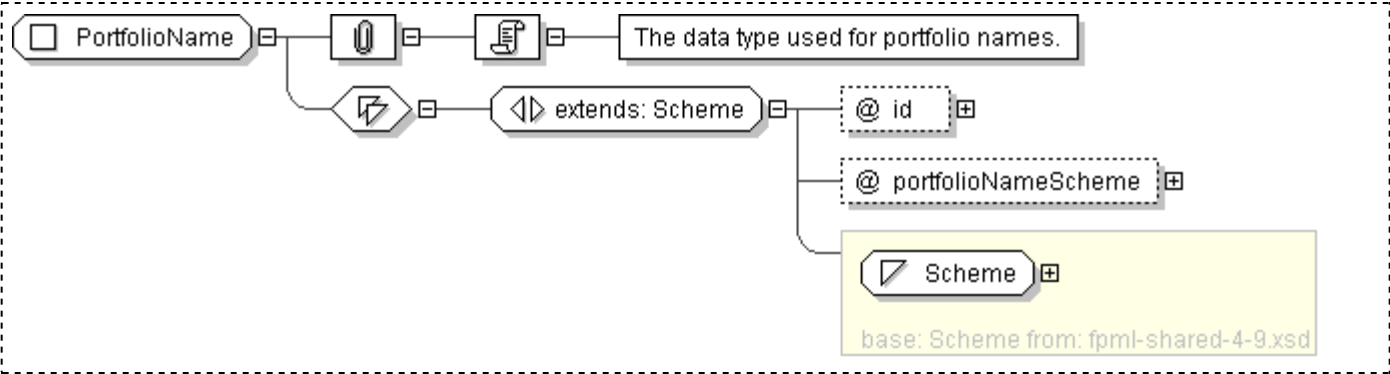 PortfolioName
The data type used for portfolio names.
extends: Scheme
@ id
@ portfolioNameScheme
Scheme
base: Scheme from: fpml-shared-4-9.xsd